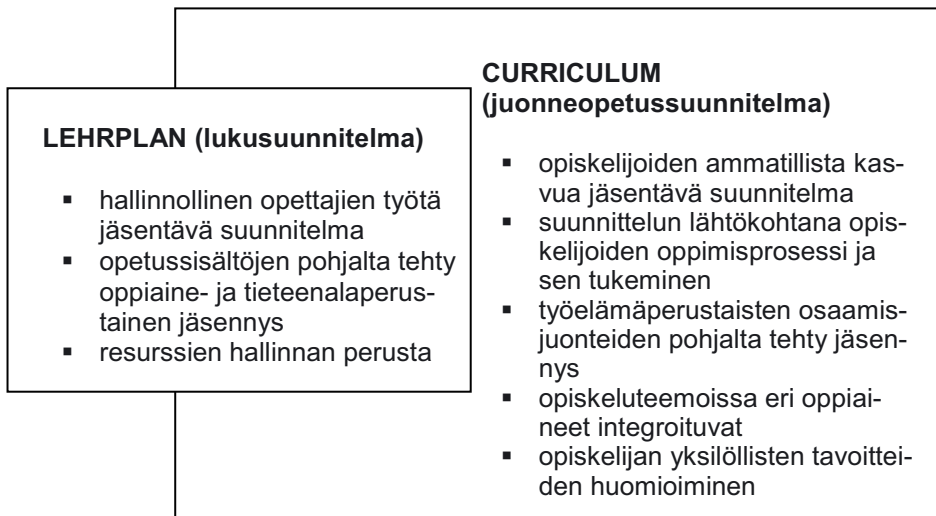 LEHRPLAN (lukusuunnitelma)
▪ hallinnollinen opettajien työtä
jäsentävä suunnitelma
▪ opetussisältöjen pohjalta tehty
oppiaine- ja tieteenalaperus-
tainen jäsennys
▪ resurssien hallinnan perusta
CURRICULUM
(juonneopetussuunnitelma)
▪ opiskelijoiden ammatillista kas-
vua jäsentävä suunnitelma
▪ suunnittelun lähtökohtana opis-
kelijoiden oppimisprosessi ja
sen tukeminen
▪ työelämäperustaisten osaamis-
juonteiden pohjalta tehty jäsen-
nys
▪ opiskeluteemoissa eri oppiai-
neet integroituvat
▪ opiskelijan yksilöllisten tavoittei-
den huomioiminen